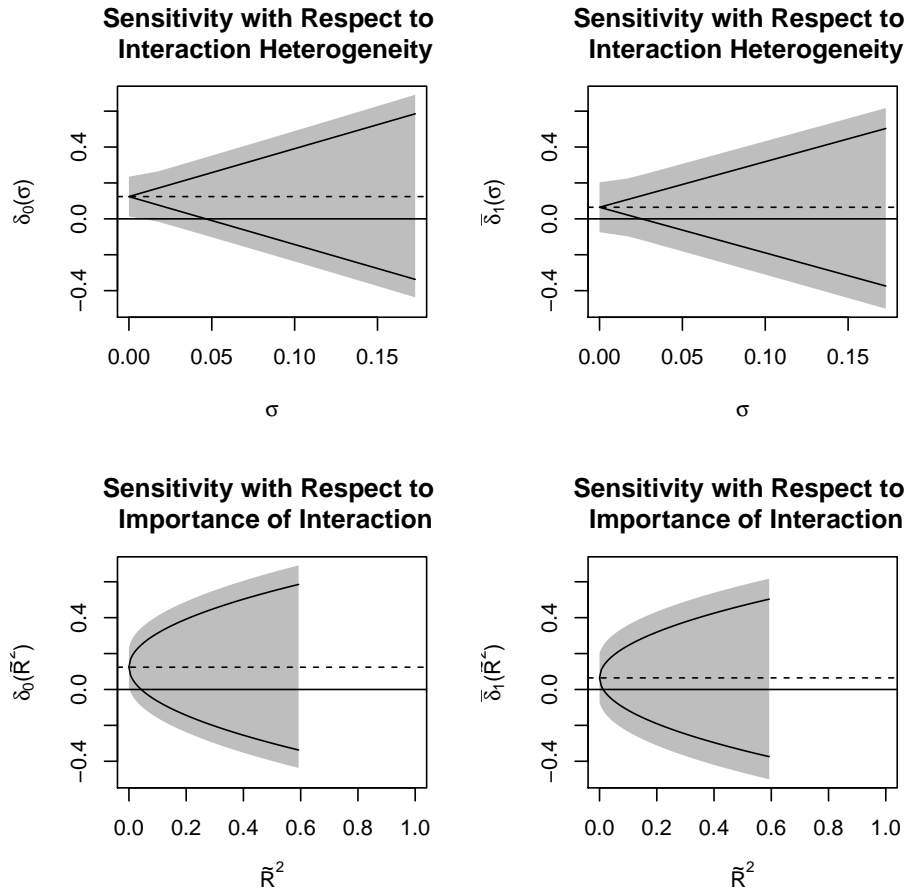 Sensitivity with Respect to
Interaction Heterogeneity
δ₀(σ)
0.4
0.0
−0.4
0.00 0.05 0.10 0.15
σ
Sensitivity with Respect to
Interaction Heterogeneity
δ̅₁(σ)
0.4
0.0
−0.4
0.00 0.05 0.10 0.15
σ
Sensitivity with Respect to
Importance of Interaction
δ₀(R̃²)
0.4
0.0
−0.4
0.0 0.2 0.4 0.6 0.8 1.0
R̃²
Sensitivity with Respect to
Importance of Interaction
δ̅₁(R̃²)
0.4
0.0
−0.4
0.0 0.2 0.4 0.6 0.8 1.0
R̃²